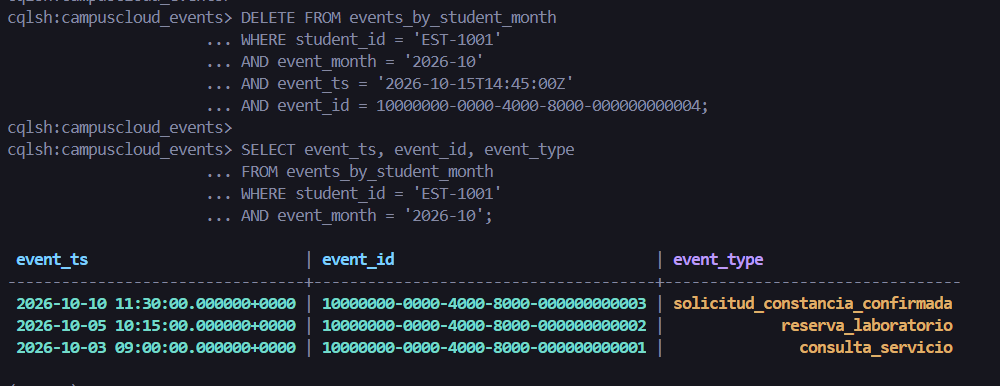 cqlsh:campuscloud_events> DELETE FROM events_by_student_month
... WHERE student_id = 'EST-1001'
... AND event_month = '2026-10'
... AND event_ts = '2026-10-15T14:45:00Z'
... AND event_id = 10000000-0000-4000-8000-000000000004;
cqlsh:campuscloud_events>
cqlsh:campuscloud_events> SELECT event_ts, event_id, event_type
... FROM events_by_student_month
... WHERE student_id = 'EST-1001'
... AND event_month = '2026-10';
event_ts | event_id | event_type
---------------------------------+--------------------------------------+----------------------------
2026-10-10 11:30:00.000000+0000 | 10000000-0000-4000-8000-000000000003 | solicitud_constancia_confirmada
2026-10-05 10:15:00.000000+0000 | 10000000-0000-4000-8000-000000000002 | reserva_laboratorio
2026-10-03 09:00:00.000000+0000 | 10000000-0000-4000-8000-000000000001 | consulta_servicio